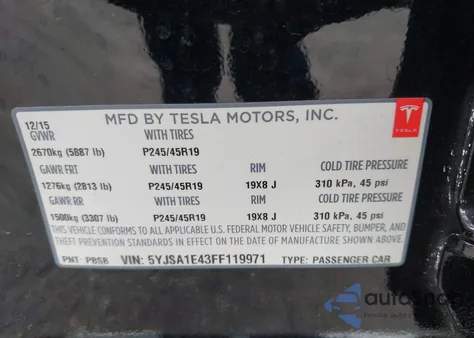 MFD BY TESLA MOTORS, INC.
TESLA
12/15
GVWR WITH TIRES
2670kg (5887 lb) P245/45R19
GAWR FRT WITH TIRES RIM COLD TIRE PRESSURE
1276kg (2813 lb) P245/45R19 19X8 J 310 kPa, 45 psi
GAWR RR WITH TIRES RIM COLD TIRE PRESSURE
1500kg (3307 lb) P245/45R19 19X8 J 310 kPa, 45 psi
THIS VEHICLE CONFORMS TO ALL APPLICABLE U.S. FEDERAL MOTOR VEHICLE SAFETY, BUMPER, AND
THEFT PREVENTION STANDARDS IN EFFECT ON THE DATE OF MANUFACTURE SHOWN ABOVE.
PNT: PBSB VIN: 5YJSA1E43FF119971 TYPE: PASSENGER CAR